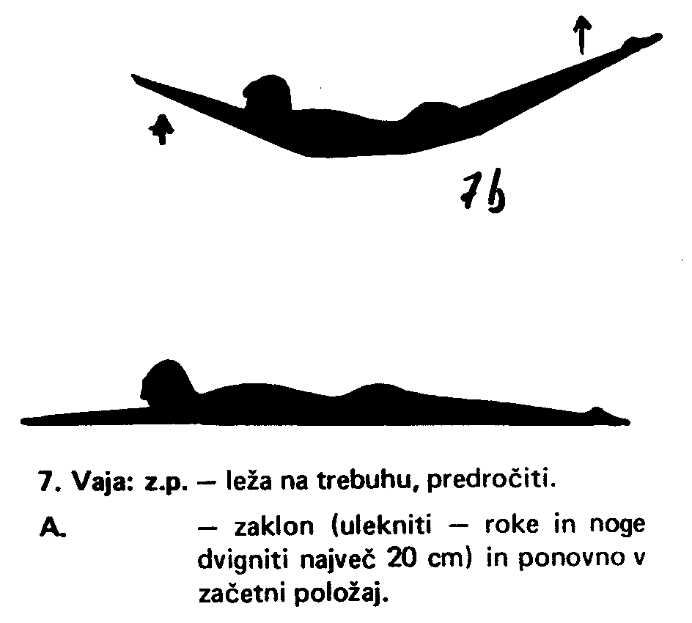 7b
7. Vaja: z.p. — leža na trebuhu, predročiti.
A. — zaklon (ulekniti — roke in noge
dvigniti največ 20 cm) in ponovno v
začetni položaj.